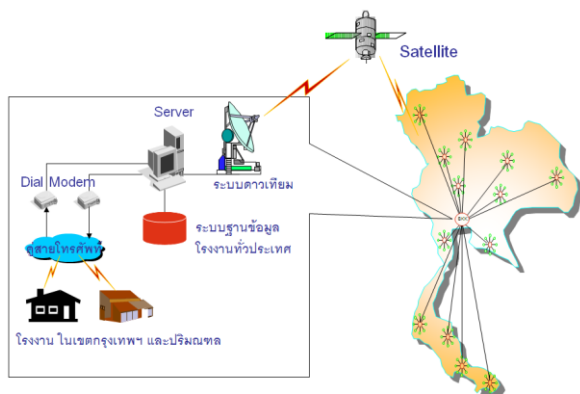 Satellite
Server
Dial Modem
ระบบดาวเทียม
ระบบฐานข้อมูล
โรงงานทั่วประเทศ
คู่สายโทรศัพท์
โรงงาน ในเขตกรุงเทพฯ และปริมณฑล